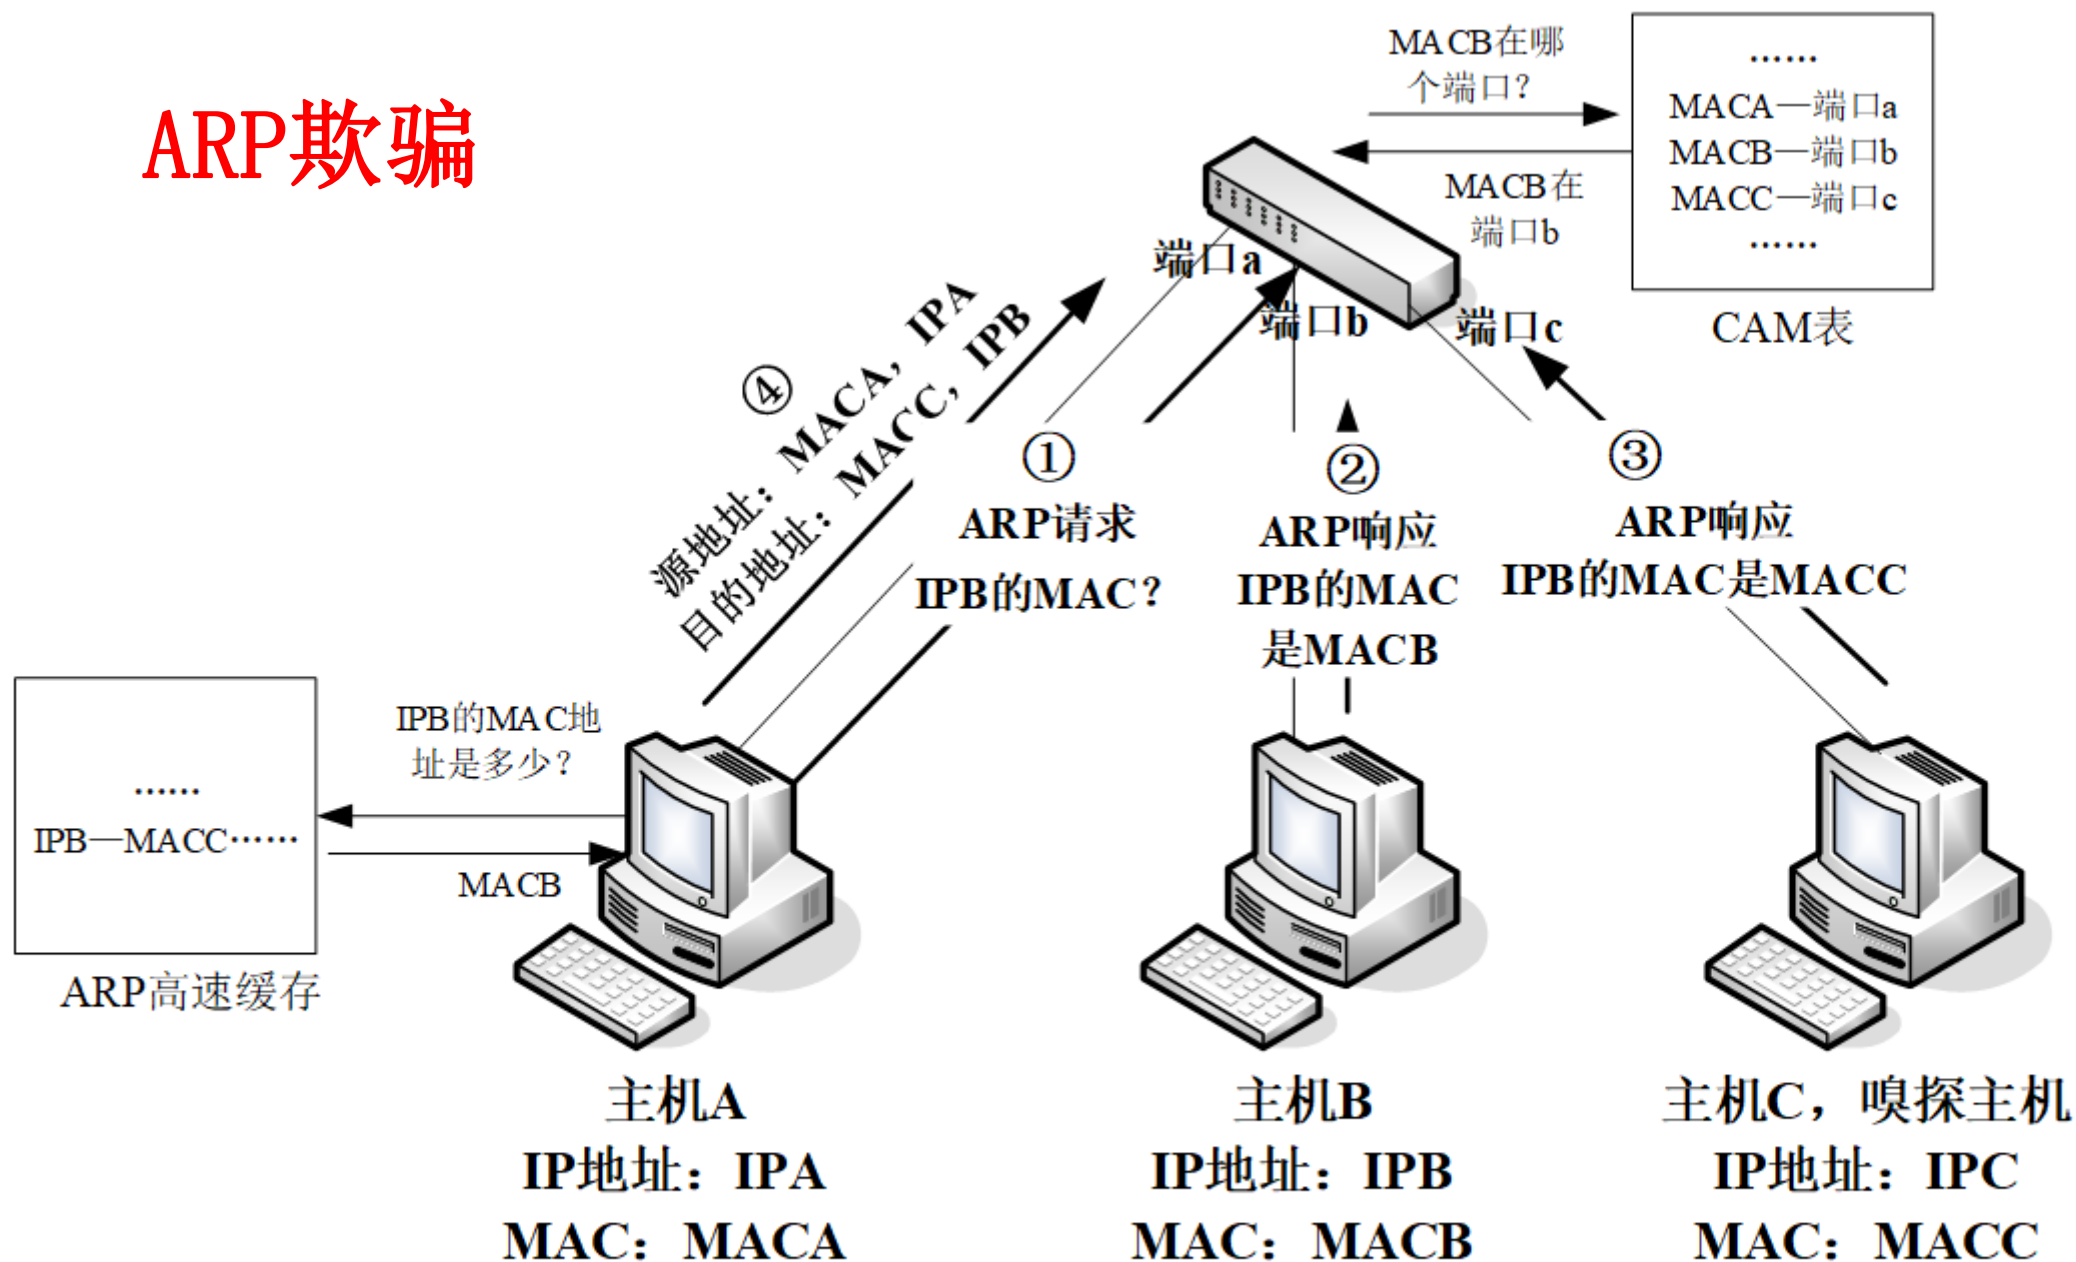 ARP欺骗
MACB在哪
个端口？
MACB在
端口b
……
MACA—端口a
MACB—端口b
MACC—端口c
……
CAM表
端口a
端口b
端口c
④
源地址：MACA，IPA
目的地址：MACC，IPB
①
ARP请求
IPB的MAC？
②
ARP响应
IPB的MAC
是MACB
③
ARP响应
IPB的MAC是MACC
IPB的MAC地
址是多少？
MACB
……
IPB—MACC……
ARP高速缓存
主机A
IP地址：IPA
MAC：MACA
主机B
IP地址：IPB
MAC：MACB
主机C，嗅探主机
IP地址：IPC
MAC：MACC